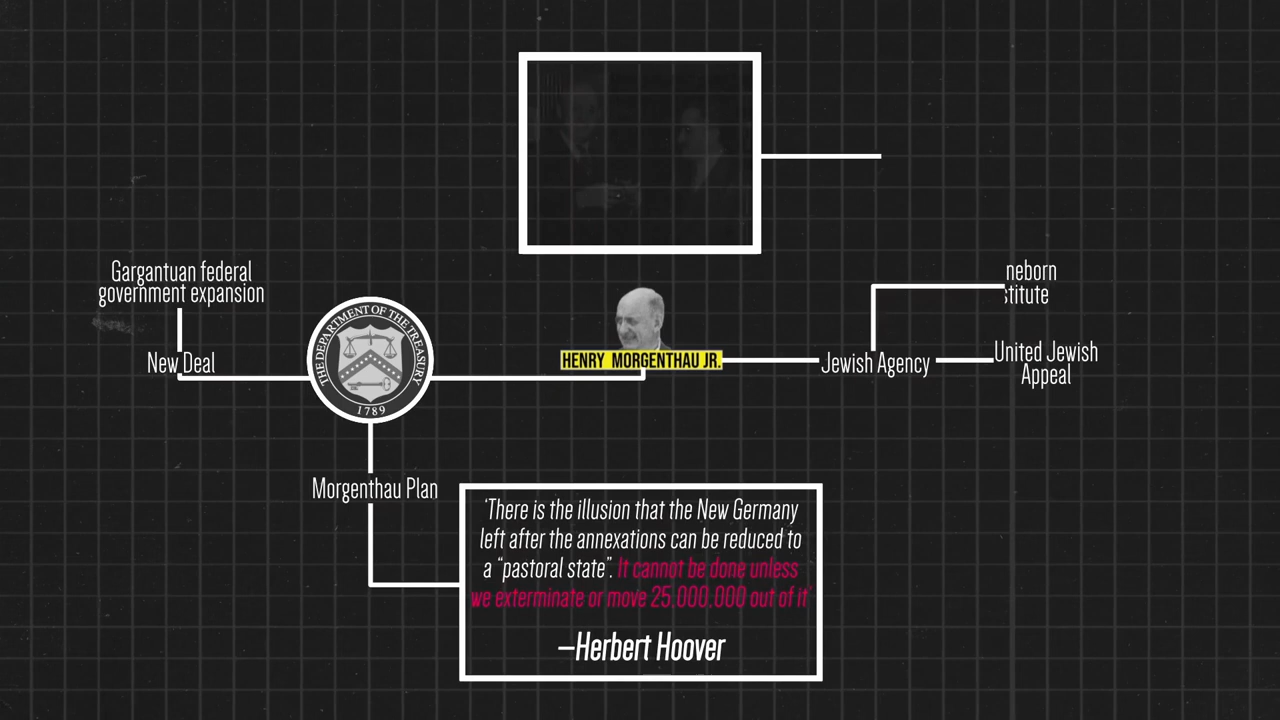 Gargantuan federal
government expansion
New Deal
THE DEPARTMENT OF THE TREASURY
1789
HENRY MORGENTHAU JR.
Jewish Agency
neborn
stitute
United Jewish
Appeal
Morgenthau Plan
‘There is the illusion that the New Germany
left after the annexations can be reduced to
a “pastoral state”. It cannot be done unless
we exterminate or move 25,000,000 out of it’
–Herbert Hoover